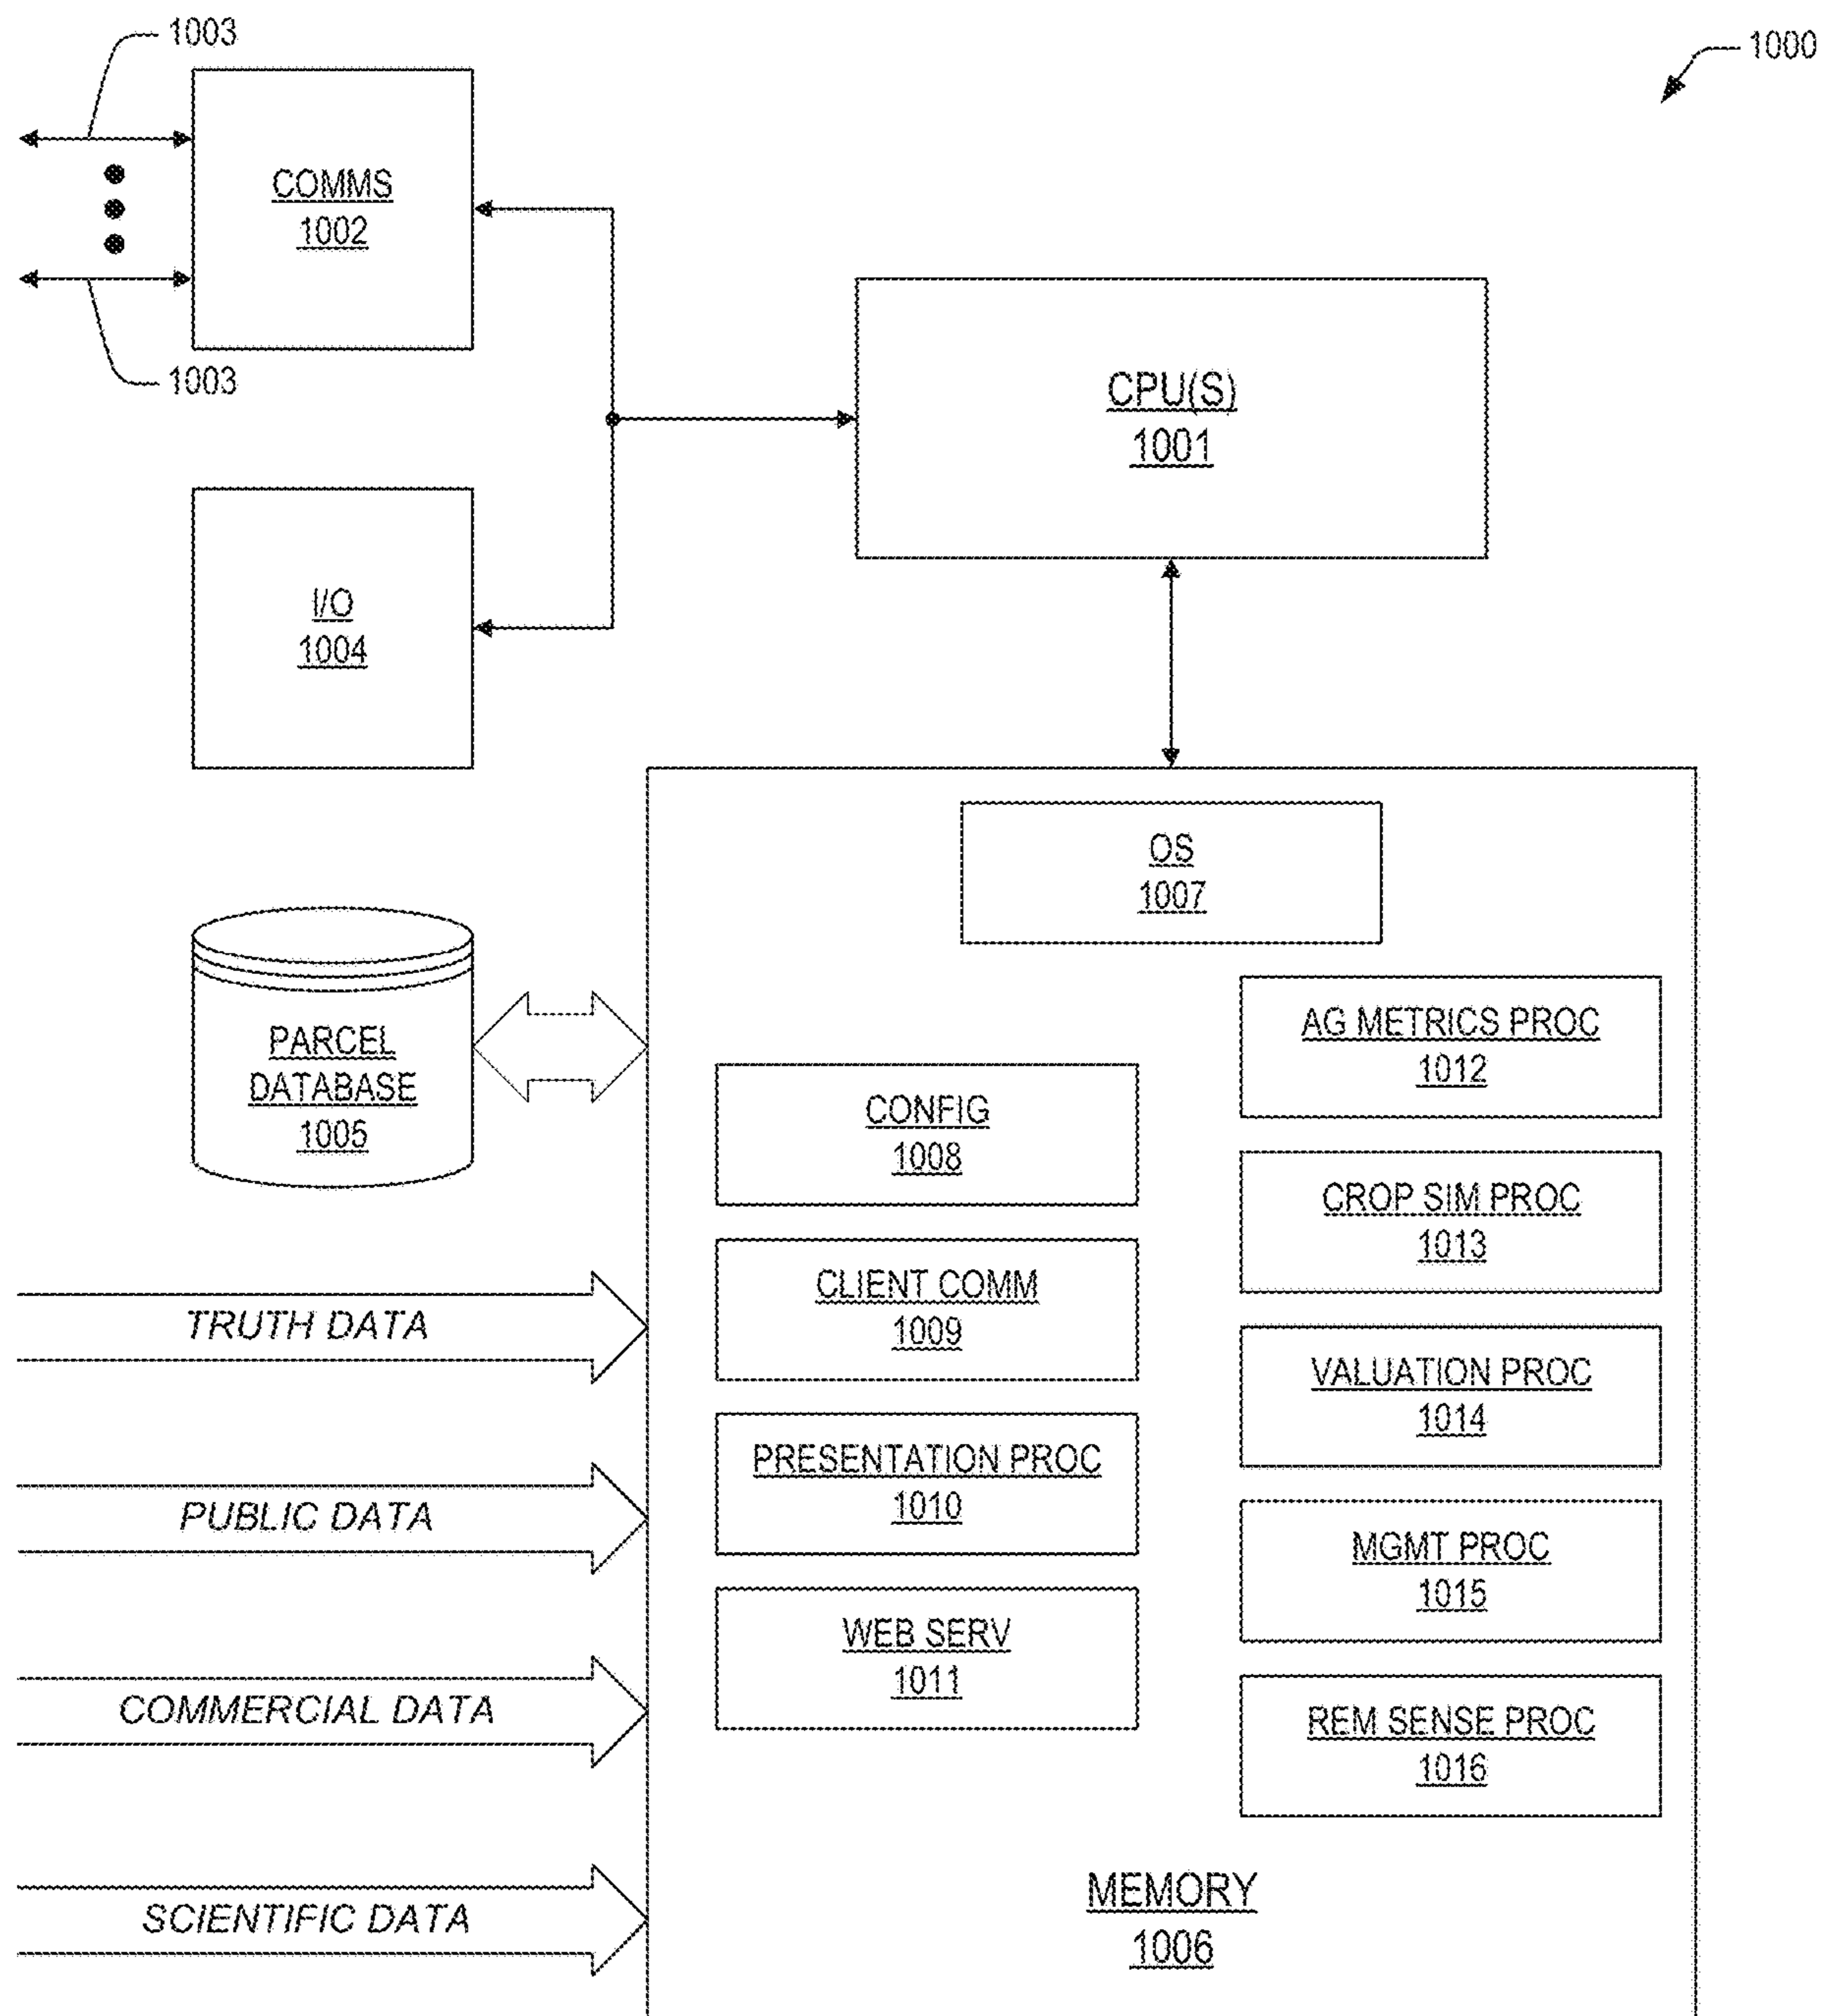 1003
1000
COMMS
1002
1003
CPU(S)
1001
I/O
1004
OS
1007
PARCEL
DATABASE
1005
AG METRICS PROC
1012
CONFIG
1008
CROP SIM PROC
1013
TRUTH DATA
CLIENT COMM
1009
VALUATION PROC
1014
PUBLIC DATA
PRESENTATION PROC
1010
MGMT PROC
1015
COMMERCIAL DATA
WEB SERV
1011
REM SENSE PROC
1016
SCIENTIFIC DATA
MEMORY
1006